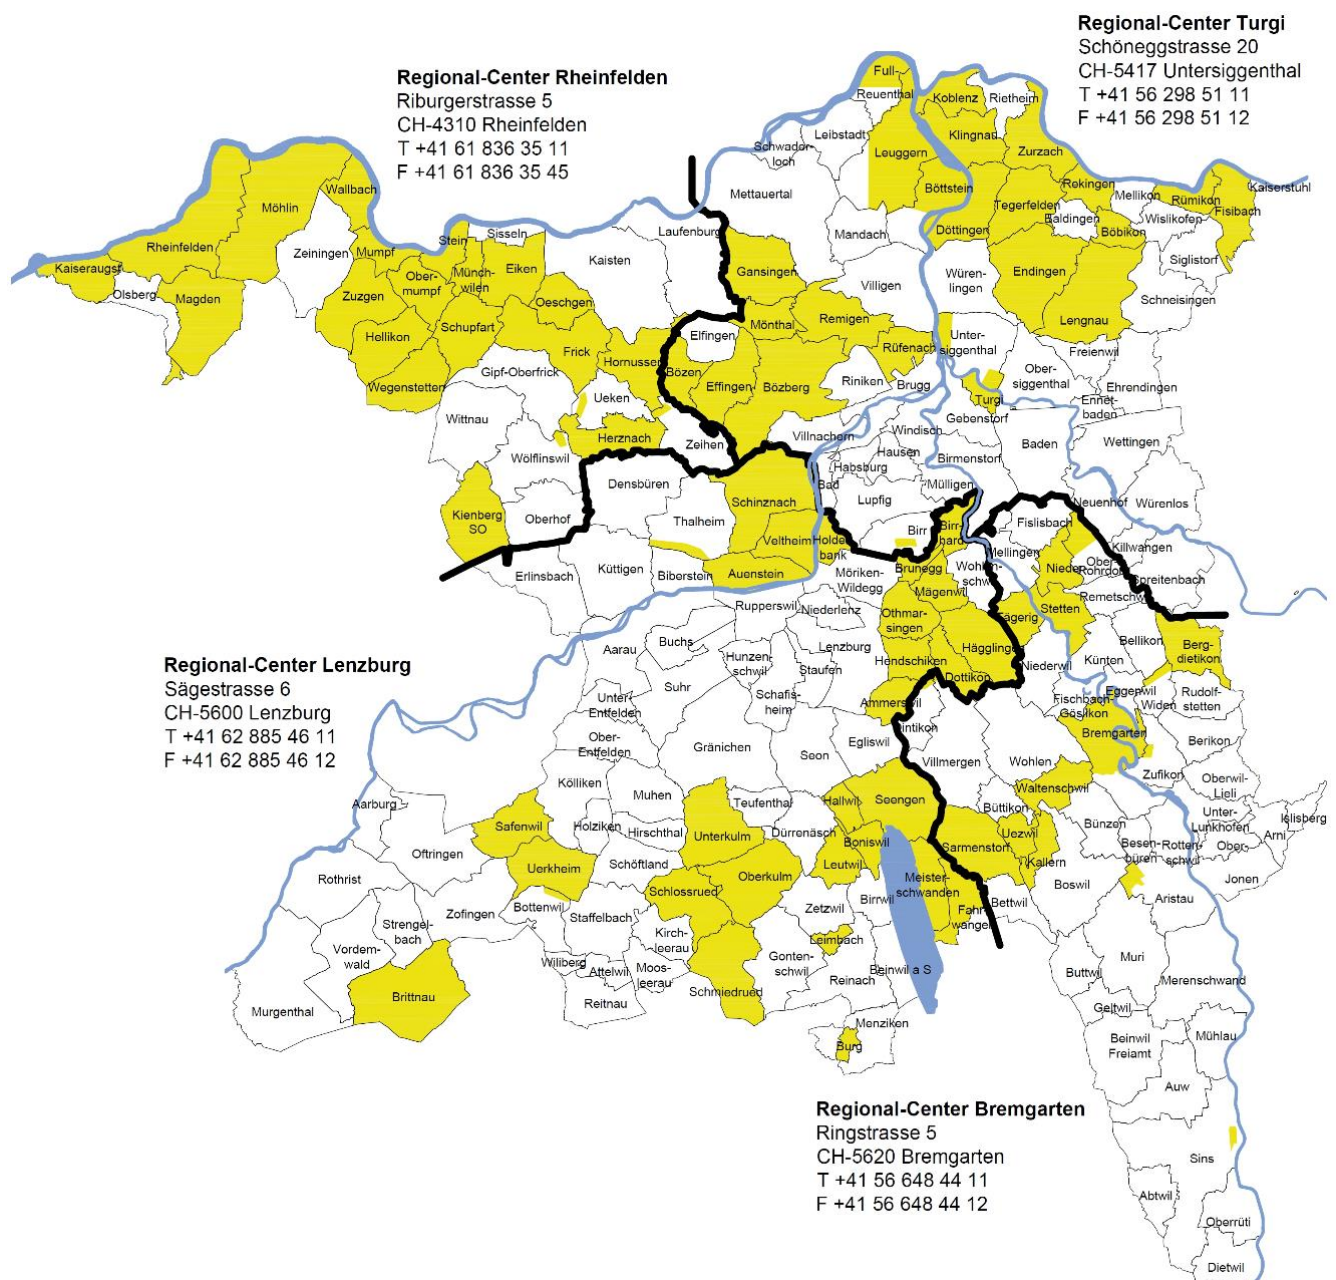 Regional-Center Turgi
Schöneggstrasse 20
CH-5417 Untersiggenthal
T +41 56 298 51 11
F +41 56 298 51 12
Regional-Center Rheinfelden
Riburgerstrasse 5
CH-4310 Rheinfelden
T +41 61 836 35 11
F +41 61 836 35 45
Full-
Reuenthal
Koblenz
Rietheim
Leibstadt
Klingnau
Schwader-
loch
Leuggern
Zurzach
Mettauertal
Böttstein
Rekingen
Mellikon
Rümikon
Kaiserstuhl
Wallbach
Möhlin
Tegerfelden
Baldingen
Wislikofen
Fisibach
Böbikon
Rheinfelden
Zeiningen
Mumpf
Stein
Sisseln
Laufenburg
Mandach
Döttingen
Siglistorf
Kaiseraugst
Olsberg
Magden
Ober-
mumpf
Münch-
wilen
Eiken
Kaisten
Gansingen
Villigen
Würen-
lingen
Endingen
Schneisingen
Zuzgen
Oeschgen
Schupfart
Hellikon
Mönthal
Remigen
Lengnau
Elfingen
Unter-
siggenthal
Frick
Hornussen
Rüfenach
Freienwil
Wegenstetten
Gipf-Oberfrick
Bözen
Effingen
Bözberg
Riniken
Brugg
Ober-
siggenthal
Ehrendingen
Ueken
Turgi
Ennet-
baden
Wittnau
Gebenstorf
Herznach
Zeihen
Villnachern
Windisch
Baden
Wettingen
Wölflinswil
Hausen
Habsburg
Birmenstorf
Densbüren
Bad
Lupfig
Mülligen
Schinznach
Neuenhof
Würenlos
Kienberg
SO
Oberhof
Thalheim
Birr
Birr-
hard
Fislisbach
Veltheim
Holder-
bank
Mellingen
Killwangen
Erlinsbach
Küttigen
Biberstein
Auenstein
Möriken-
Wildegg
Brunegg
Wohlen-
schwil
Nieder-
Ober-
Rohrdorf
Spreitenbach
Mägenwil
Remetschwil
Rupperswil
Niederlenz
Othmar-
singen
Tägerig
Stetten
Buchs
Aarau
Hunzen-
schwil
Lenzburg
Staufen
Hägglingen
Bellikon
Berg-
dietikon
Hendschiken
Niederwil
Künten
Regional-Center Lenzburg
Sägestrasse 6
CH-5600 Lenzburg
T +41 62 885 46 11
F +41 62 885 46 12
Suhr
Dottikon
Unter-
Entfelden
Schafis-
heim
Ammerswil
Fischbach-
Göslikon
Eggenwil
Widen
Rudolf-
stetten
Ober-
Entfelden
Gränichen
Seon
Egliswil
Dintikon
Bremgarten
Berikon
Villmergen
Wohlen
Zufikon
Kölliken
Muhen
Oberwil-
Lieli
Aarburg
Teufenthal
Hallwil
Seengen
Waltenschwil
Büttikon
Unter-
Lunkhofen
Ober-
Islisberg
Safenwil
Holziken
Hirschthal
Unterkulm
Dürrenäsch
Boniswil
Uezwil
Bünzen
Arni
Oftringen
Sarmenstorf
Besen-
büren
Rotten-
schwil
Rothrist
Uerkheim
Schöftland
Leutwil
Kallern
Oberkulm
Meister-
schwanden
Boswil
Jonen
Schlossrued
Zofingen
Bottenwil
Staffelbach
Zetzwil
Birrwil
Fahr-
wangen
Bettwil
Aristau
Strengel-
bach
Kirch-
leerau
Leimbach
Vordem-
wald
Wiliberg
Attelwil
Moos-
leerau
Gonten-
schwil
Beinwil a S
Muri
Buttwil
Merenschwand
Brittnau
Reitnau
Schmiedrued
Reinach
Murgenthal
Geltwil
Menziken
Burg
Beinwil
Freiamt
Mühlau
Auw
Regional-Center Bremgarten
Ringstrasse 5
CH-5620 Bremgarten
T +41 56 648 44 11
F +41 56 648 44 12
Sins
Abtwil
Oberrüti
Dietwil